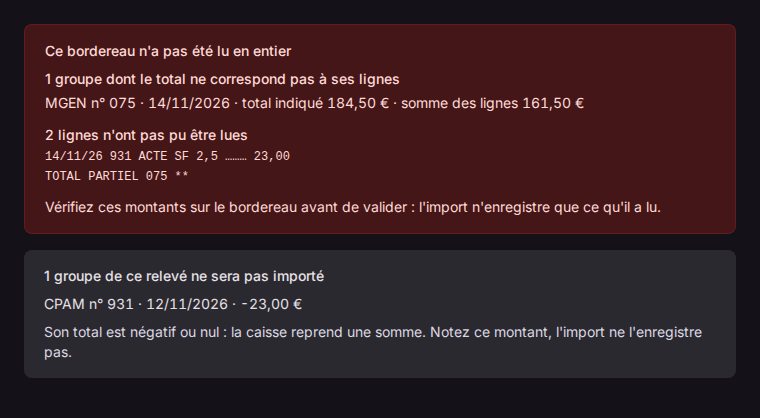 Ce bordereau n'a pas été lu en entier
1 groupe dont le total ne correspond pas à ses lignes
MGEN n° 075 · 14/11/2026 · total indiqué 184,50 € · somme des lignes 161,50 €
2 lignes n'ont pas pu être lues
14/11/26 931 ACTE SF 2,5 ……… 23,00
TOTAL PARTIEL 075 **
Vérifiez ces montants sur le bordereau avant de valider : l'import n'enregistre que ce qu'il a lu.
1 groupe de ce relevé ne sera pas importé
CPAM n° 931 · 12/11/2026 · -23,00 €
Son total est négatif ou nul : la caisse reprend une somme. Notez ce montant, l'import ne l'enregistre
pas.